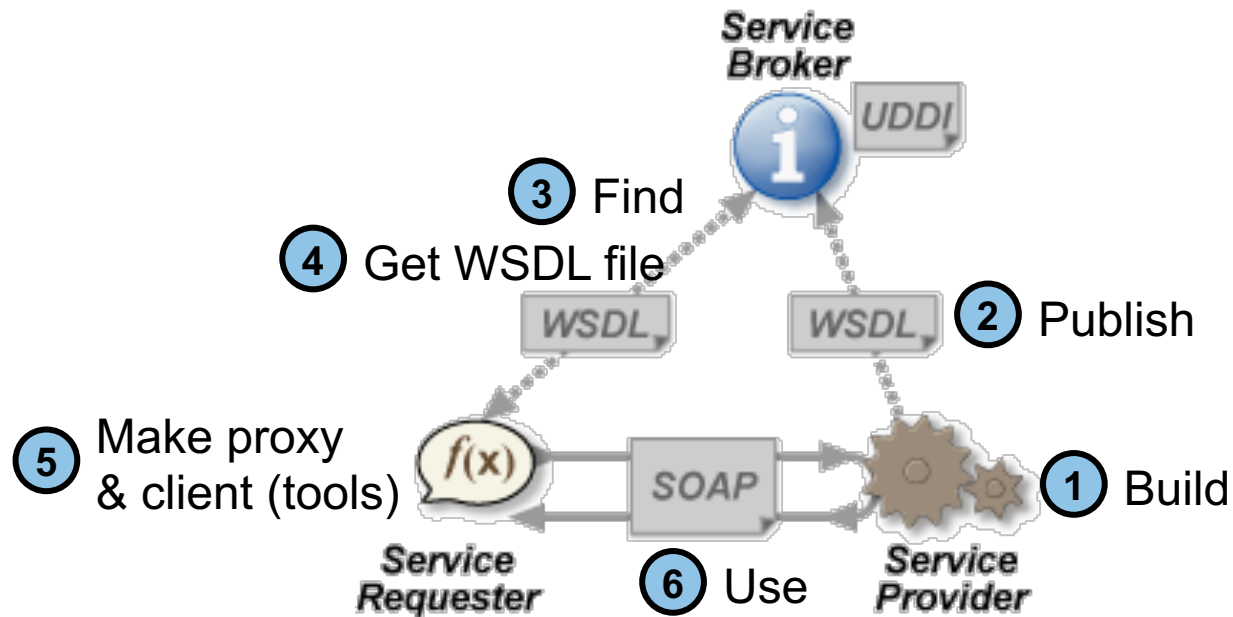 Service
Broker
UDDI
i
3 Find
4 Get WSDL file
WSDL
WSDL
2 Publish
5 Make proxy
& client (tools)
f(x)
SOAP
1 Build
Service
Requester
6 Use
Service
Provider